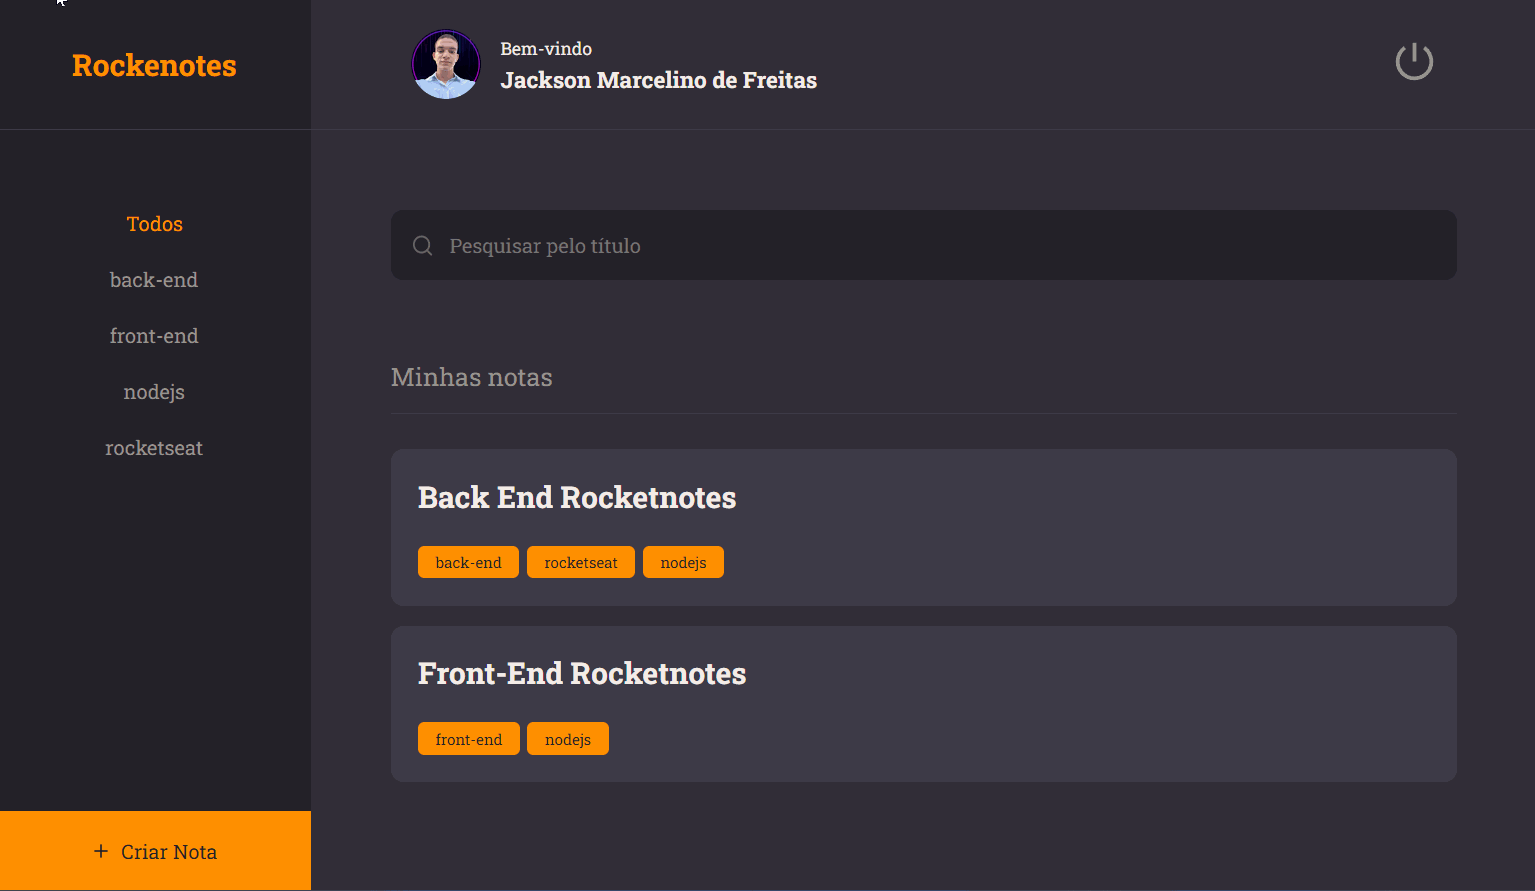 Rockenotes
Bem-vindo
Jackson Marcelino de Freitas
Todos
back-end
front-end
nodejs
rocketseat
Criar Nota
Pesquisar pelo título
Minhas notas
Back End Rocketnotes
back-end rocketseat nodejs
Front-End Rocketnotes
front-end nodejs